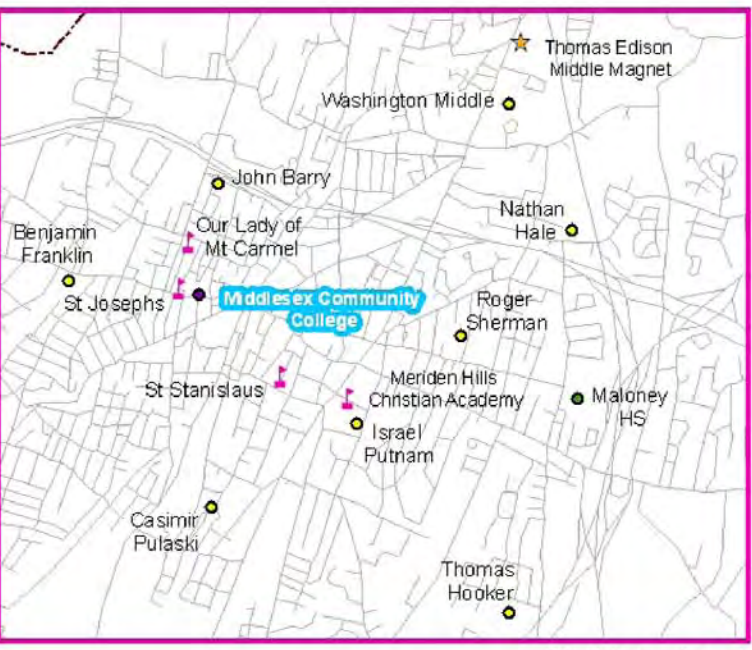 Thomas Edison
Middle Magnet
Washington Middle
John Barry
Nathan
Hale
Our Lady of
Mt Carmel
Benjamin
Franklin
St Josephs
Middlesex Community
College
Roger
Sherman
St Stanislaus
Meriden Hills
Christian Academy
Maloney
HS
Israel
Putnam
Casimir
Pulaski
Thomas
Hooker